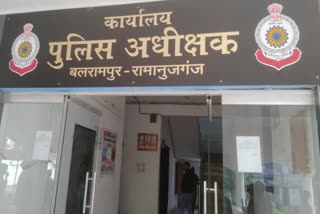 कार्यालय
पुलिस अधीक्षक
बलरामपुर - रामानुजगंज